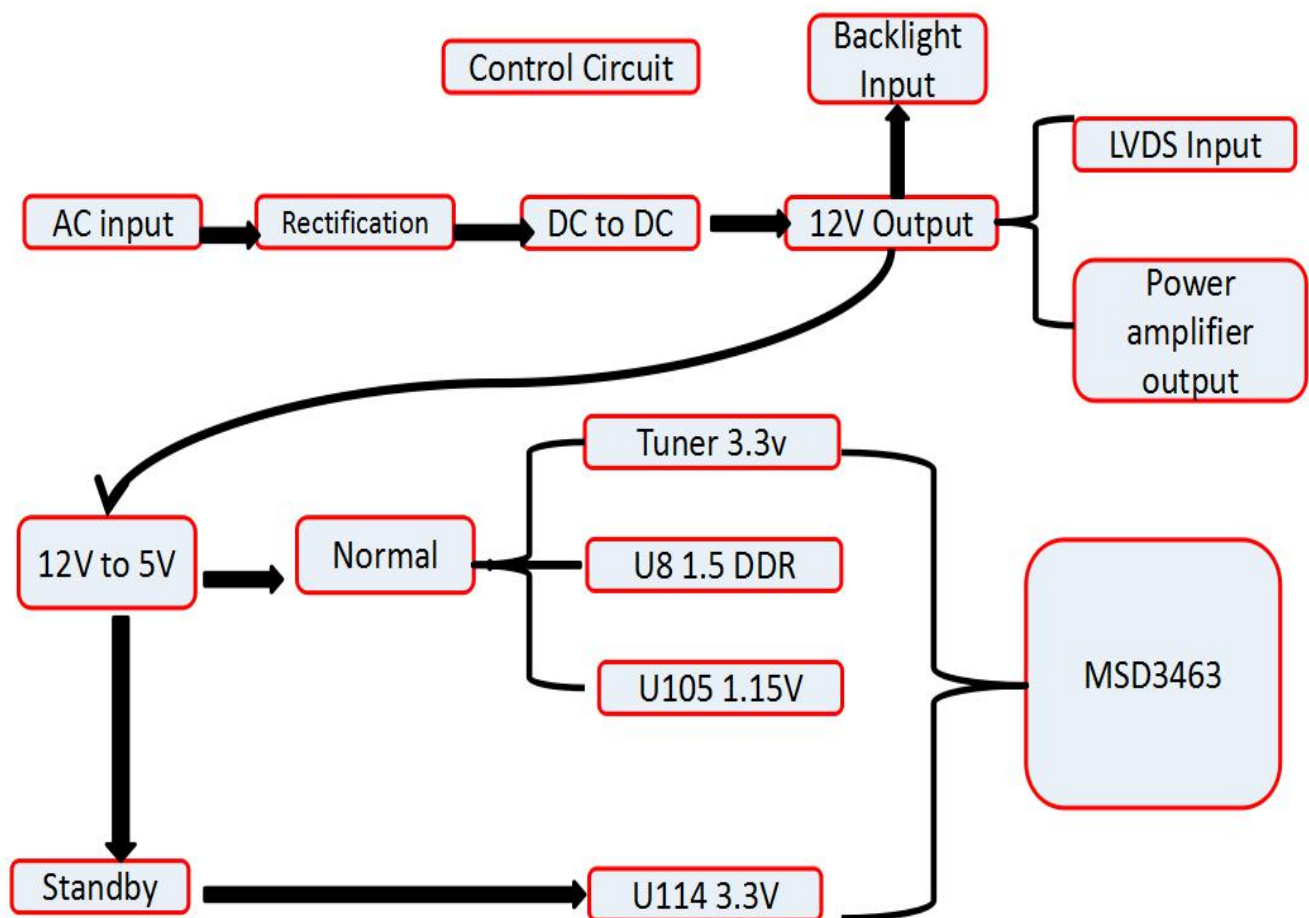 Control Circuit
Backlight
Input
LVDS Input
AC input
Rectification
DC to DC
12V Output
Power
amplifier
output
Tuner 3.3v
12V to 5V
Normal
U8 1.5 DDR
MSD3463
U105 1.15V
Standby
U114 3.3V